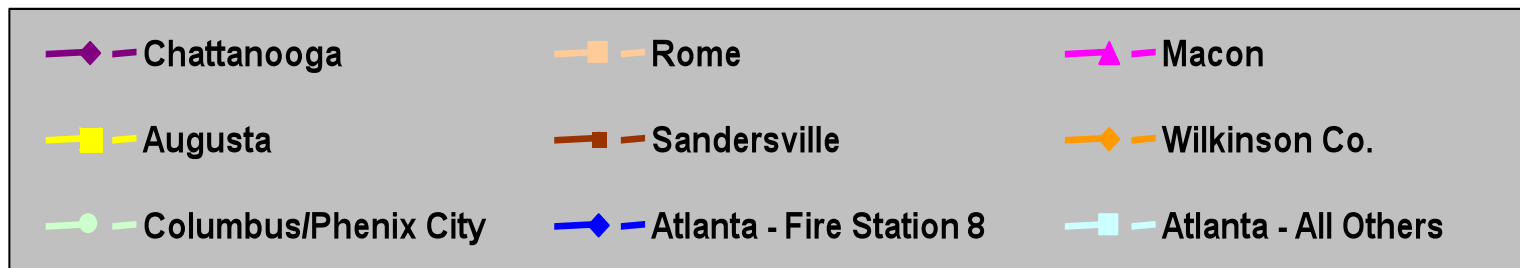 Chattanooga Rome Macon
Augusta Sandersville Wilkinson Co.
Columbus/Phenix City Atlanta - Fire Station 8 Atlanta - All Others